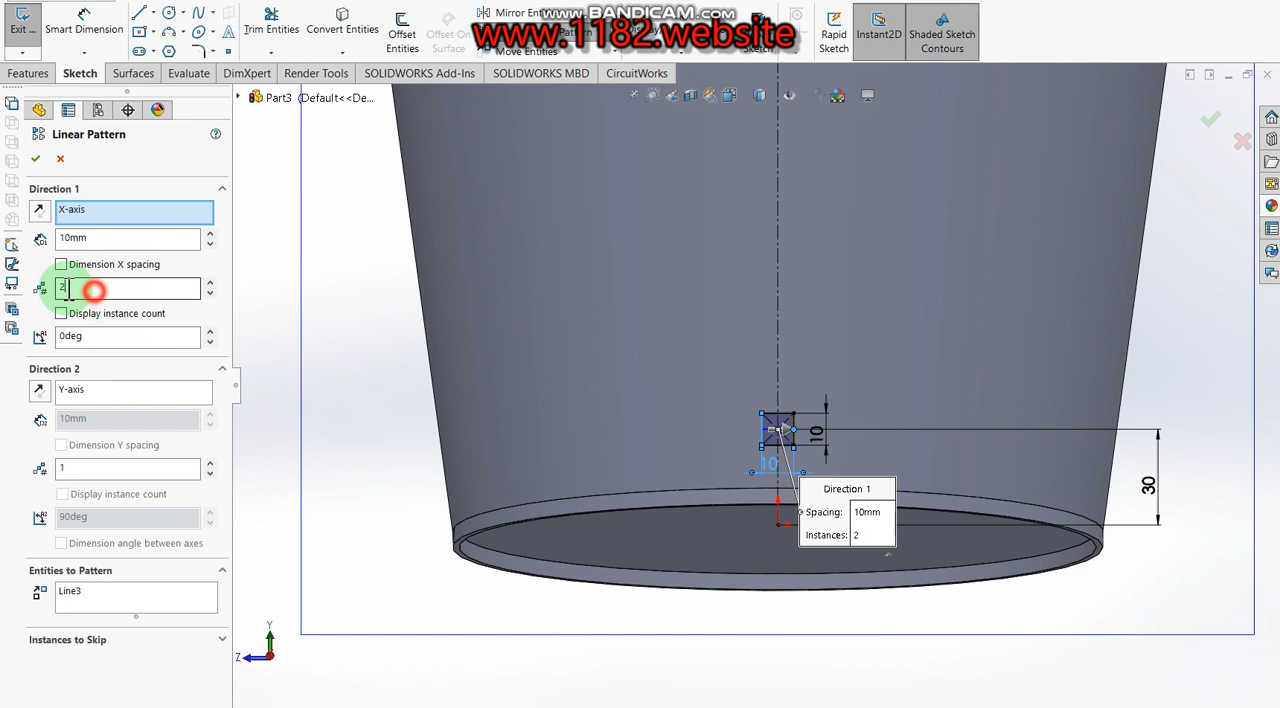 www.BANDICAM.com
www.1182.website
Exit ...
Smart Dimension
Trim Entities
Convert Entities
Offset Entities
Offset On Surface
Mirror Entities
Move Entities
Rapid Sketch
Instant2D
Shaded Sketch Contours
Features
Sketch
Surfaces
Evaluate
DimXpert
Render Tools
SOLIDWORKS Add-Ins
SOLIDWORKS MBD
CircuitWorks
Part3 (Default<<De...
Linear Pattern
Direction 1
X-axis
10mm
Dimension X spacing
2
Display instance count
0deg
Direction 2
Y-axis
10mm
Dimension Y spacing
1
Display instance count
90deg
Dimension angle between axes
Entities to Pattern
Line3
Instances to Skip
10
10
30
Direction 1
Spacing: 10mm
Instances: 2
Y
Z